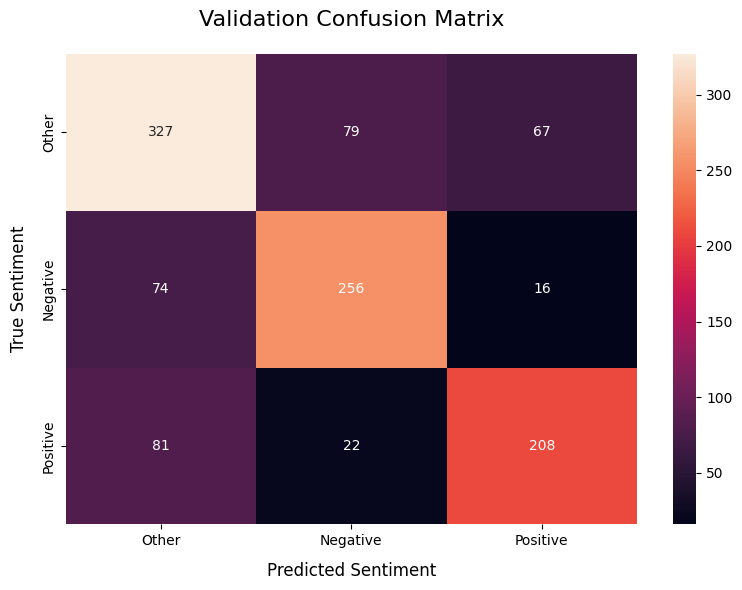 Validation Confusion Matrix
Other
327
79
67
300
250
Negative
74
256
16
200
150
Positive
81
22
208
100
50
Other
Negative
Positive
True Sentiment
Predicted Sentiment